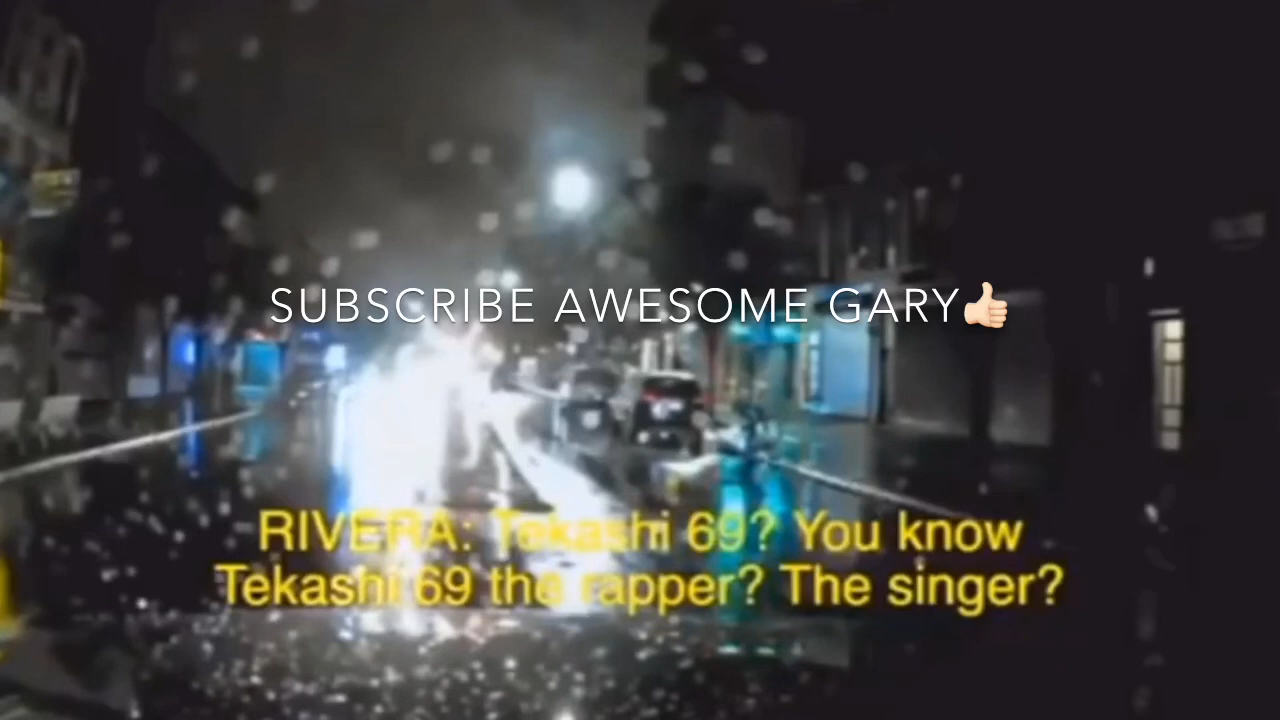 SUBSCRIBE AWESOME GARY👍🏻
RIVERA: Tekashi 69? You know
Tekashi 69 the rapper? The singer?